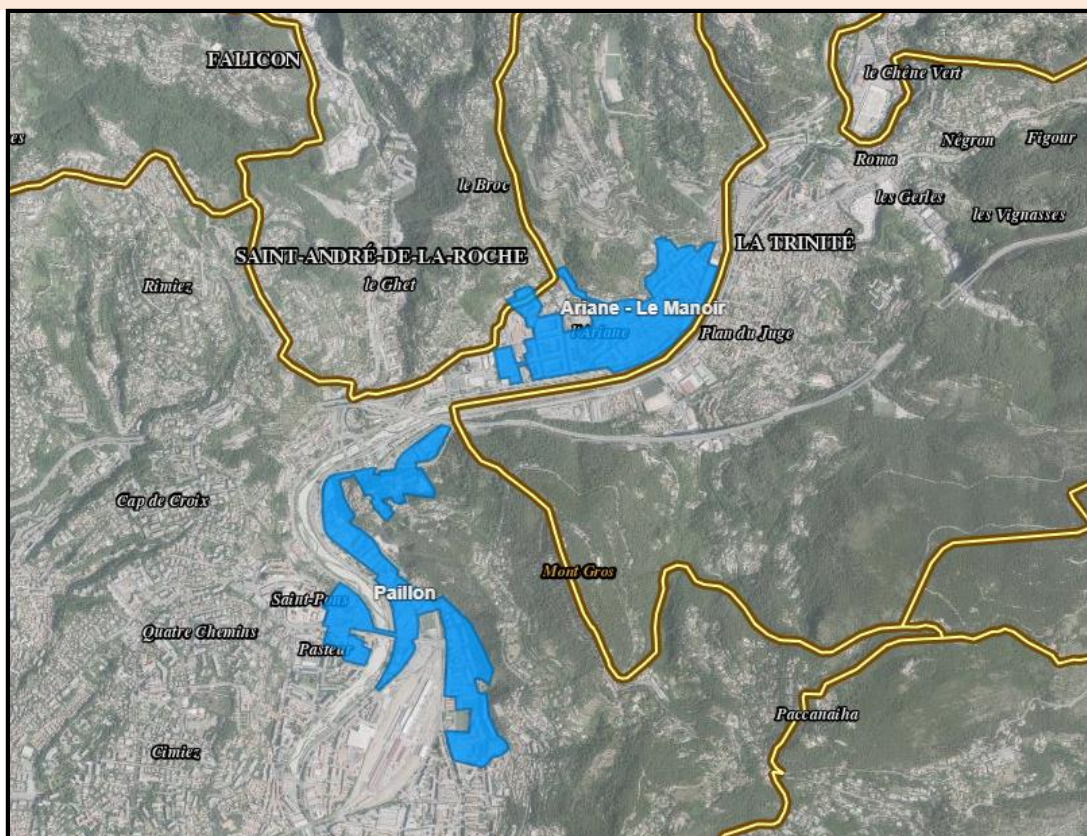 FALICON
le Chêne Vert
es
Négron
Figour
Roma
le Broc
les Gerles
les Vignasses
LA TRINITÉ
SAINT-ANDRÉ-DE-LA-ROCHE
Rimiez
le Ghet
Ariane - Le Manoir
l'Ariane
Plan du Juge
Cap de Croix
Mont Gros
Paillon
Saint-Pons
Quatre Chemins
Pasteur
Paccanaiha
Cimiez